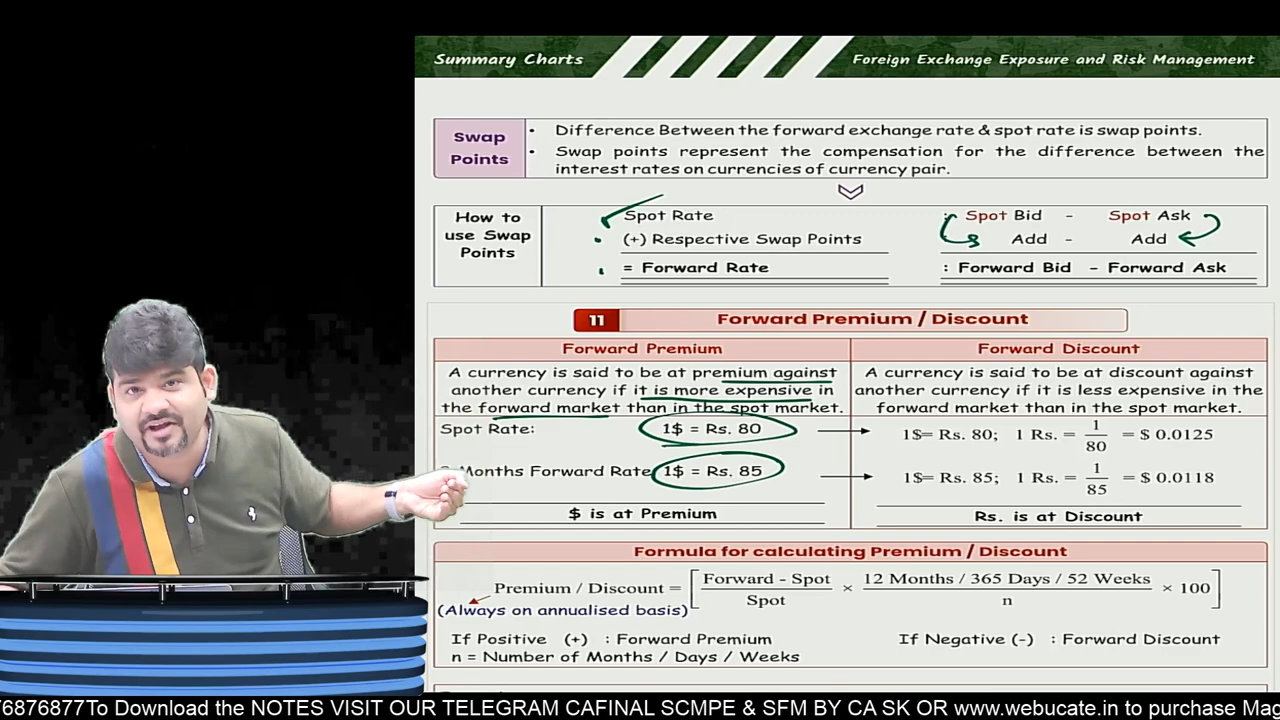 Summary Charts
Foreign Exchange Exposure and Risk Management
Swap Points
• Difference Between the forward exchange rate & spot rate is swap points.
• Swap points represent the compensation for the difference between the
interest rates on currencies of currency pair.
How to use Swap Points
Spot Rate : Spot Bid - Spot Ask
(+) Respective Swap Points Add - Add
= Forward Rate : Forward Bid - Forward Ask
11 Forward Premium / Discount
Forward Premium
A currency is said to be at premium against
another currency if it is more expensive in
the forward market than in the spot market.
Forward Discount
A currency is said to be at discount against
another currency if it is less expensive in the
forward market than in the spot market.
Spot Rate: 1$ = Rs. 80
1$= Rs. 80; 1 Rs. = 1/80 = $ 0.0125
Months Forward Rate 1$ = Rs. 85
1$= Rs. 85; 1 Rs. = 1/85 = $ 0.0118
$ is at Premium
Rs. is at Discount
Formula for calculating Premium / Discount
Premium / Discount = [Forward - Spot / Spot × 12 Months / 365 Days / 52 Weeks / n × 100]
(Always on annualised basis)
If Positive (+) : Forward Premium
If Negative (-) : Forward Discount
n = Number of Months / Days / Weeks
76876877To Download the NOTES VISIT OUR TELEGRAM CAFINAL SCMPE & SFM BY CA SK OR www.webucate.in to purchase Mag